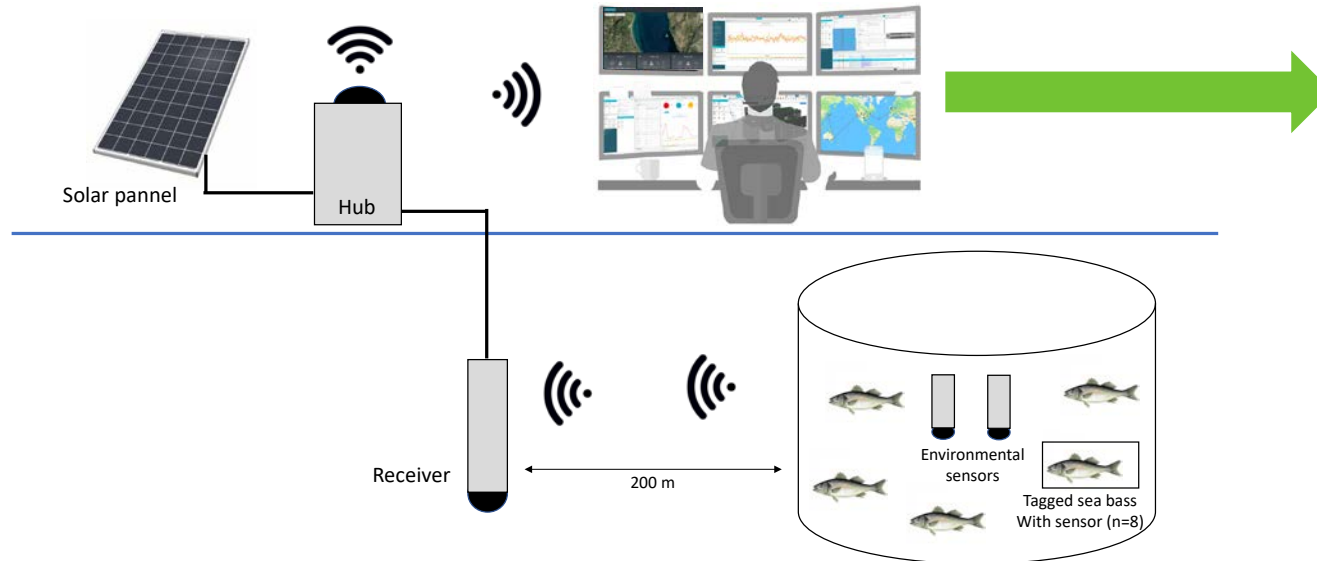 Solar pannel
Hub
Receiver
200 m
Environmental
sensors
Tagged sea bass
With sensor (n=8)